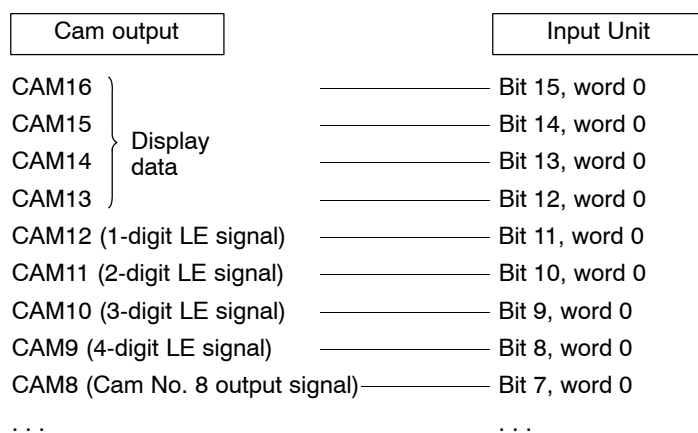 Cam output Input Unit
CAM16 Bit 15, word 0
CAM15 Bit 14, word 0
Display
CAM14 Bit 13, word 0
data
CAM13 Bit 12, word 0
CAM12 (1-digit LE signal) Bit 11, word 0
CAM11 (2-digit LE signal) Bit 10, word 0
CAM10 (3-digit LE signal) Bit 9, word 0
CAM9 (4-digit LE signal) Bit 8, word 0
CAM8 (Cam No. 8 output signal) Bit 7, word 0
. . . . . .